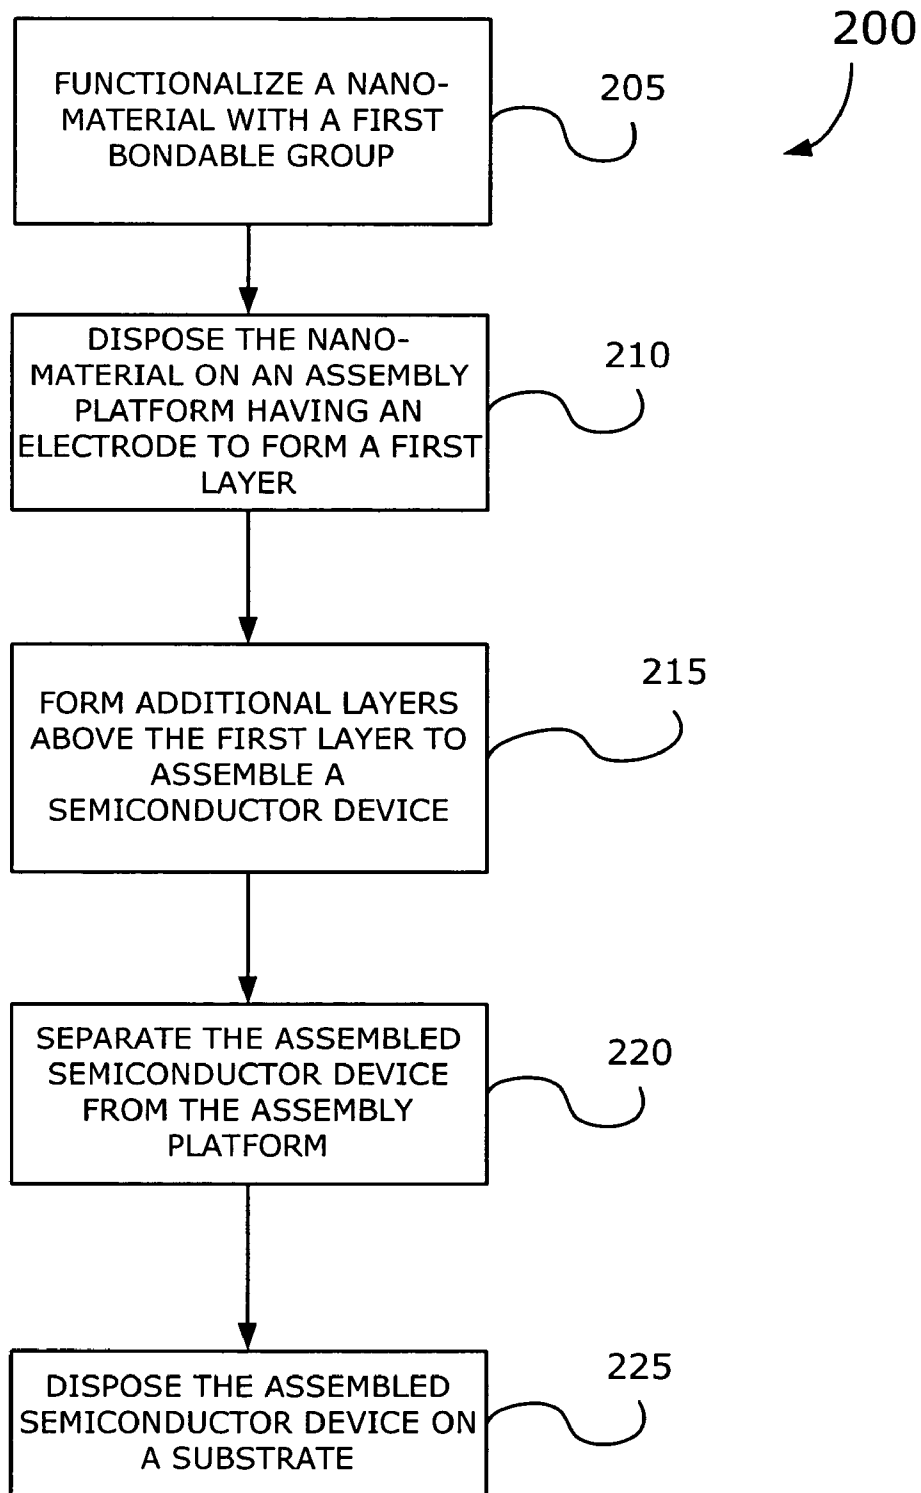 200
FUNCTIONALIZE A NANO-
MATERIAL WITH A FIRST
BONDABLE GROUP
205
DISPOSE THE NANO-
MATERIAL ON AN ASSEMBLY
PLATFORM HAVING AN
ELECTRODE TO FORM A FIRST
LAYER
210
FORM ADDITIONAL LAYERS
ABOVE THE FIRST LAYER TO
ASSEMBLE A
SEMICONDUCTOR DEVICE
215
SEPARATE THE ASSEMBLED
SEMICONDUCTOR DEVICE
FROM THE ASSEMBLY
PLATFORM
220
DISPOSE THE ASSEMBLED
SEMICONDUCTOR DEVICE ON
A SUBSTRATE
225